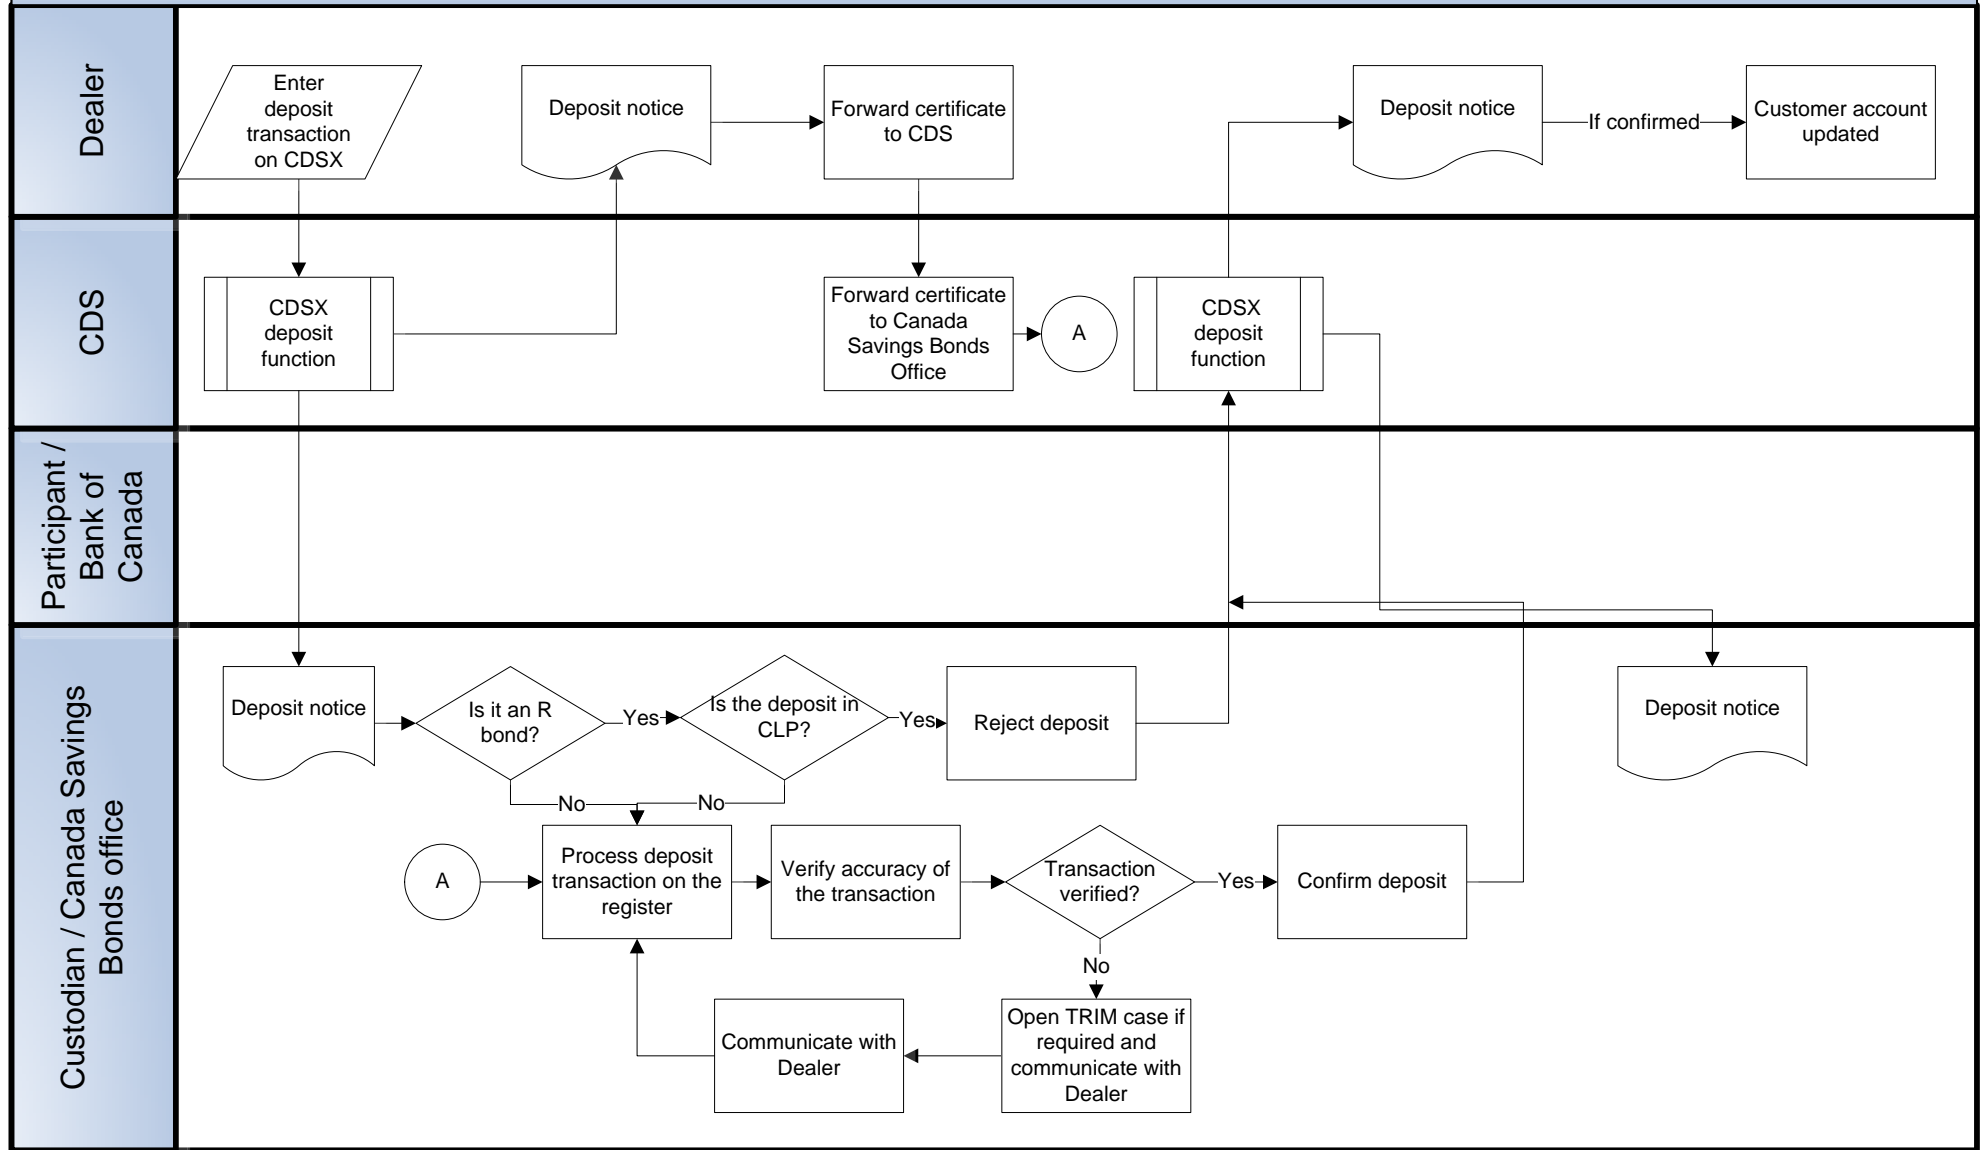 Dealer
Enter
deposit
transaction
on CDSX
Deposit notice
Forward certificate
to CDS
Deposit notice
If confirmed
Customer account
updated
CDS
CDSX
deposit
function
Forward certificate
to Canada
Savings Bonds
Office
A
CDSX
deposit
function
Participant /
Bank of
Canada
Custodian / Canada Savings
Bonds office
Deposit notice
Is it an R
bond?
Yes
Is the deposit in
CLP?
Yes
Reject deposit
Deposit notice
No
No
A
Process deposit
transaction on the
register
Verify accuracy of
the transaction
Transaction
verified?
Yes
Confirm deposit
No
Communicate with
Dealer
Open TRIM case if
required and
communicate with
Dealer